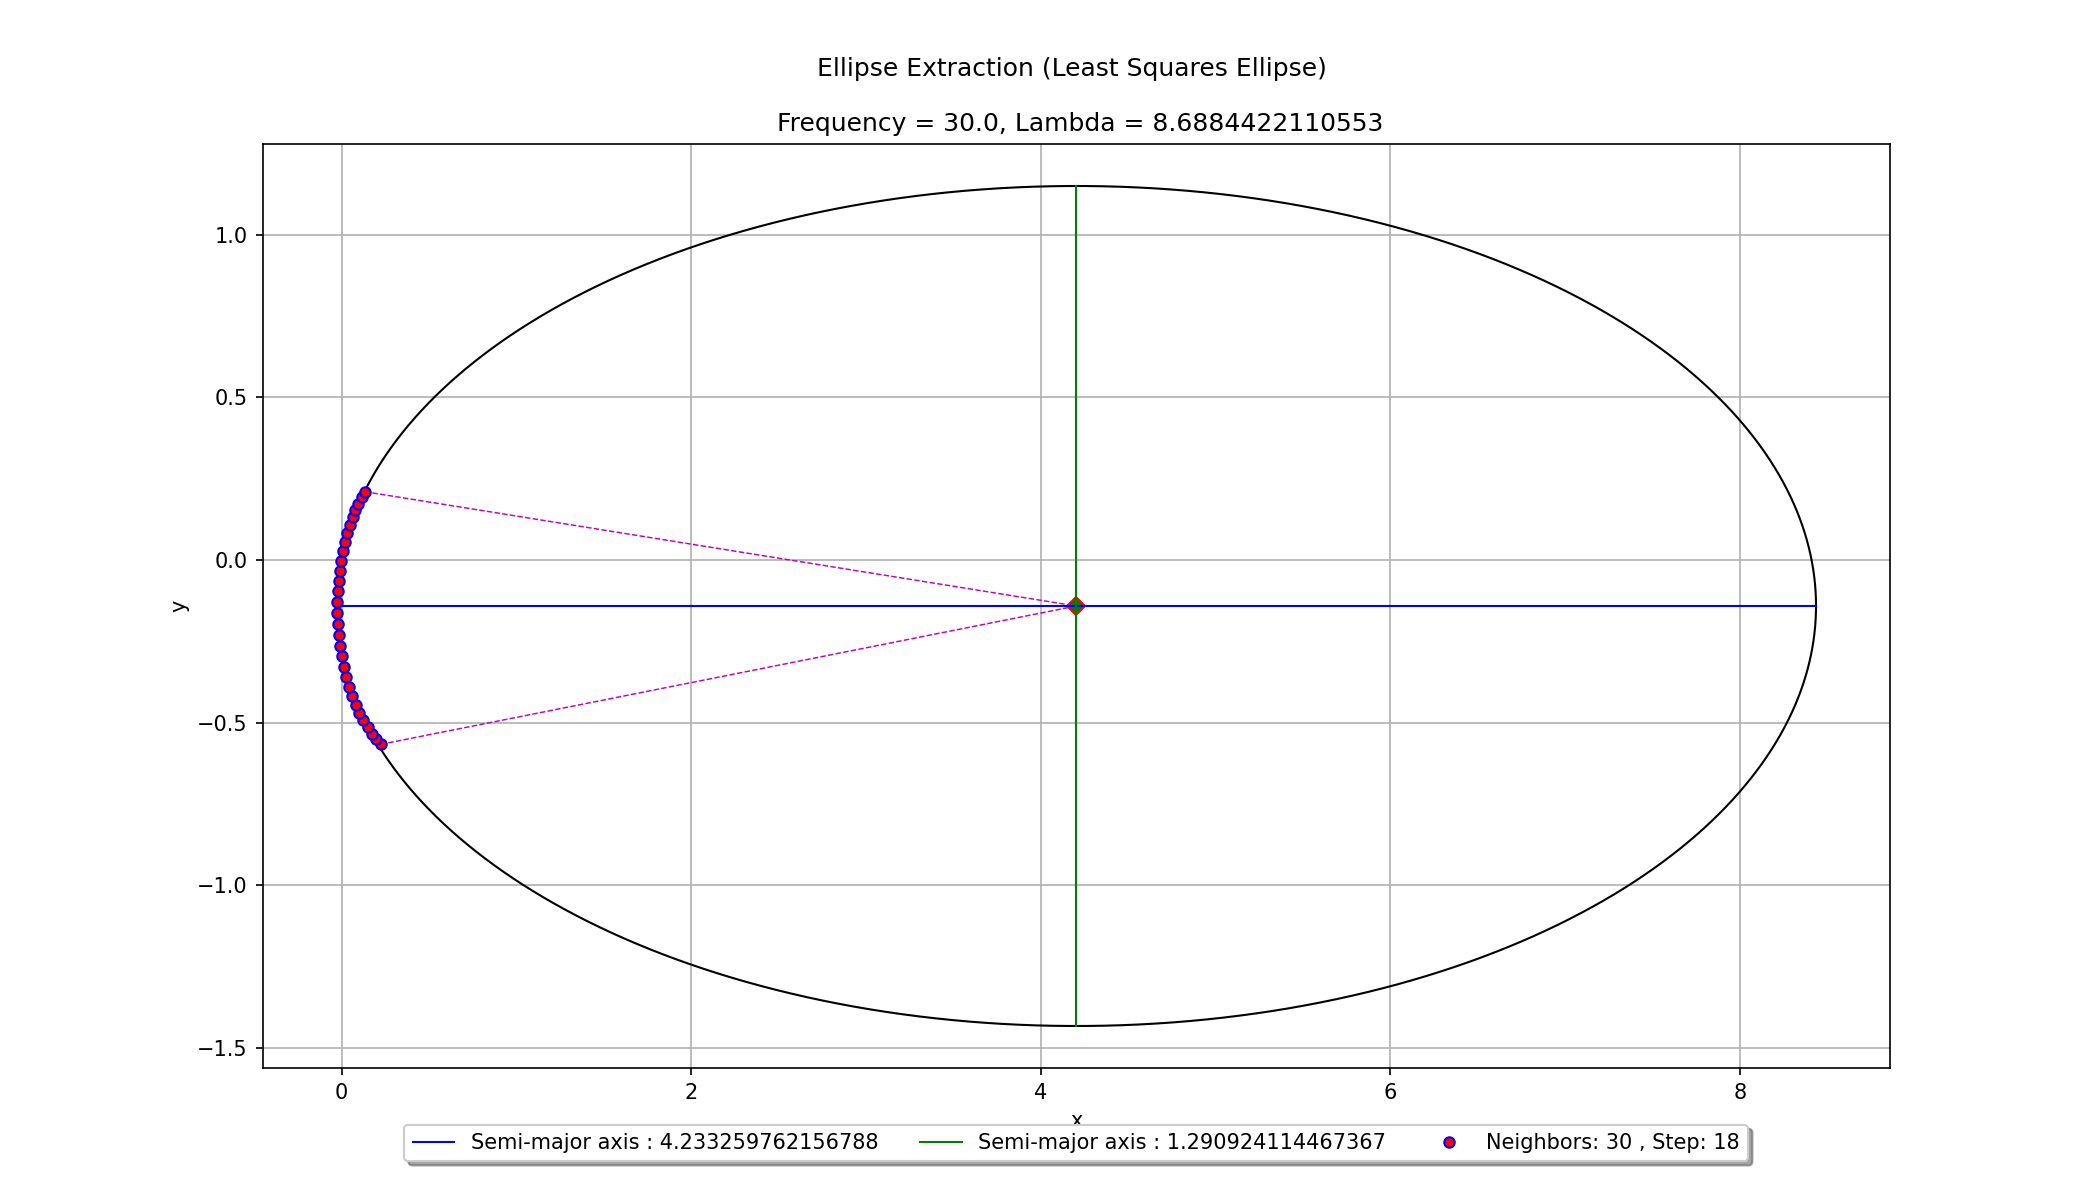 Ellipse Extraction (Least Squares Ellipse)
Frequency = 30.0, Lambda = 8.6884422110553
1.0
0.5
0.0
−0.5
−1.0
−1.5
y
0 2 4 6 8
x
Semi-major axis : 4.233259762156788 Semi-major axis : 1.290924114467367 Neighbors: 30 , Step: 18